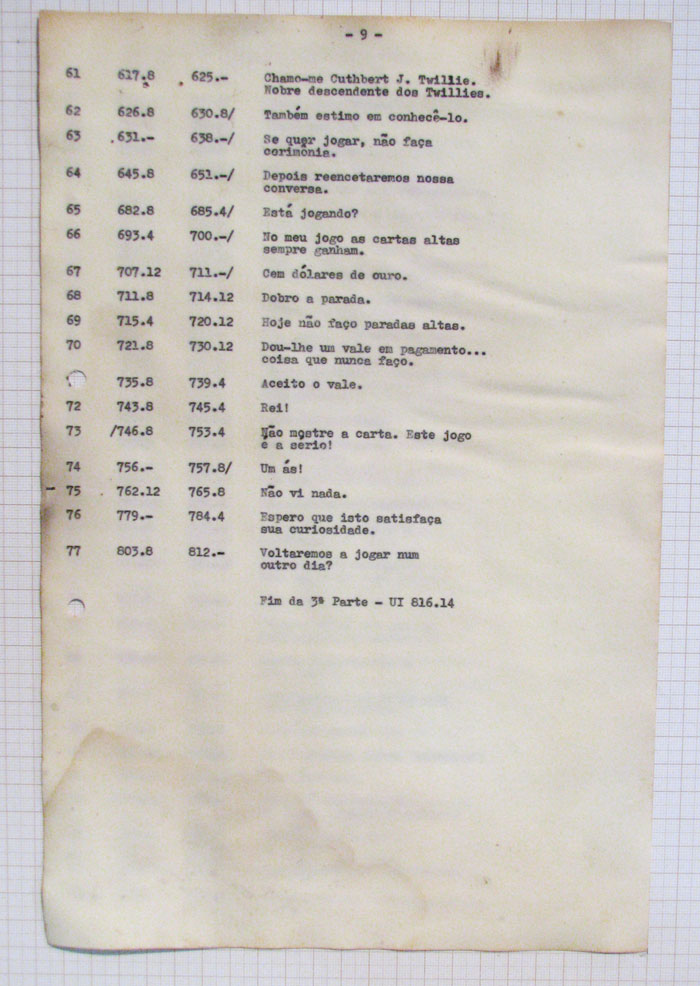 - 9 -
61 617.8 625.- Chamo-me Cuthbert J. Twillie.
Nobre descendente dos Twillies.
62 626.8 630.8/ Também estimo em conhecê-lo.
63 .631.- 638.-/ Se quer jogar, não faça
corimónia.
64 645.8 651.-/ Depois reencetaremos nossa
conversa.
65 682.8 685.4/ Está jogando?
66 693.4 700.-/ No meu jogo as cartas altas
sempre ganham.
67 707.12 711.-/ Cem dólares de ouro.
68 711.8 714.12 Dobro a parada.
69 715.4 720.12 Hoje não faço paradas altas.
70 721.8 730.12 Dou-lhe um vale em pagamento...
coisa que nunca faço.
735.8 739.4 Aceito o vale.
72 743.8 745.4 Rei!
73 /746.8 753.4 Não mostre a carta. Este jogo
é a serio!
74 756.- 757.8/ Um ás!
75 762.12 765.8 Não vi nada.
76 779.- 784.4 Espero que isto satisfaça
sua curiosidade.
77 803.8 812.- Voltaremos a jogar num
outro dia?
Fim da 3ª Parte - UI 816.14